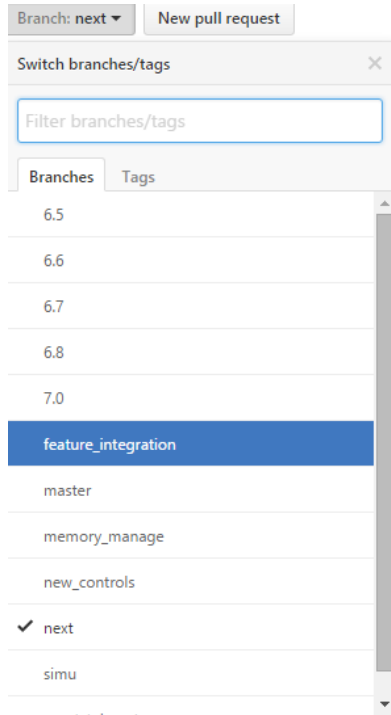 Branch: next
New pull request
Switch branches/tags
Filter branches/tags
Branches Tags
6.5
6.6
6.7
6.8
7.0
feature_integration
master
memory_manage
new_controls
next
simu